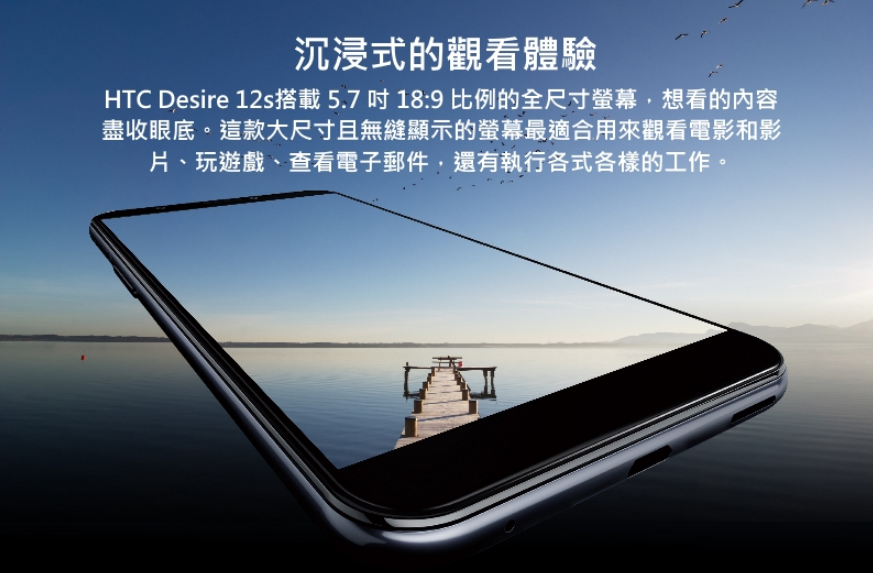 沉浸式的觀看體驗
HTC Desire 12s搭載 5.7 吋 18:9 比例的全尺寸螢幕，想看的內容
盡收眼底。這款大尺寸且無縫顯示的螢幕最適合用來觀看電影和影
片、玩遊戲、查看電子郵件，還有執行各式各樣的工作。